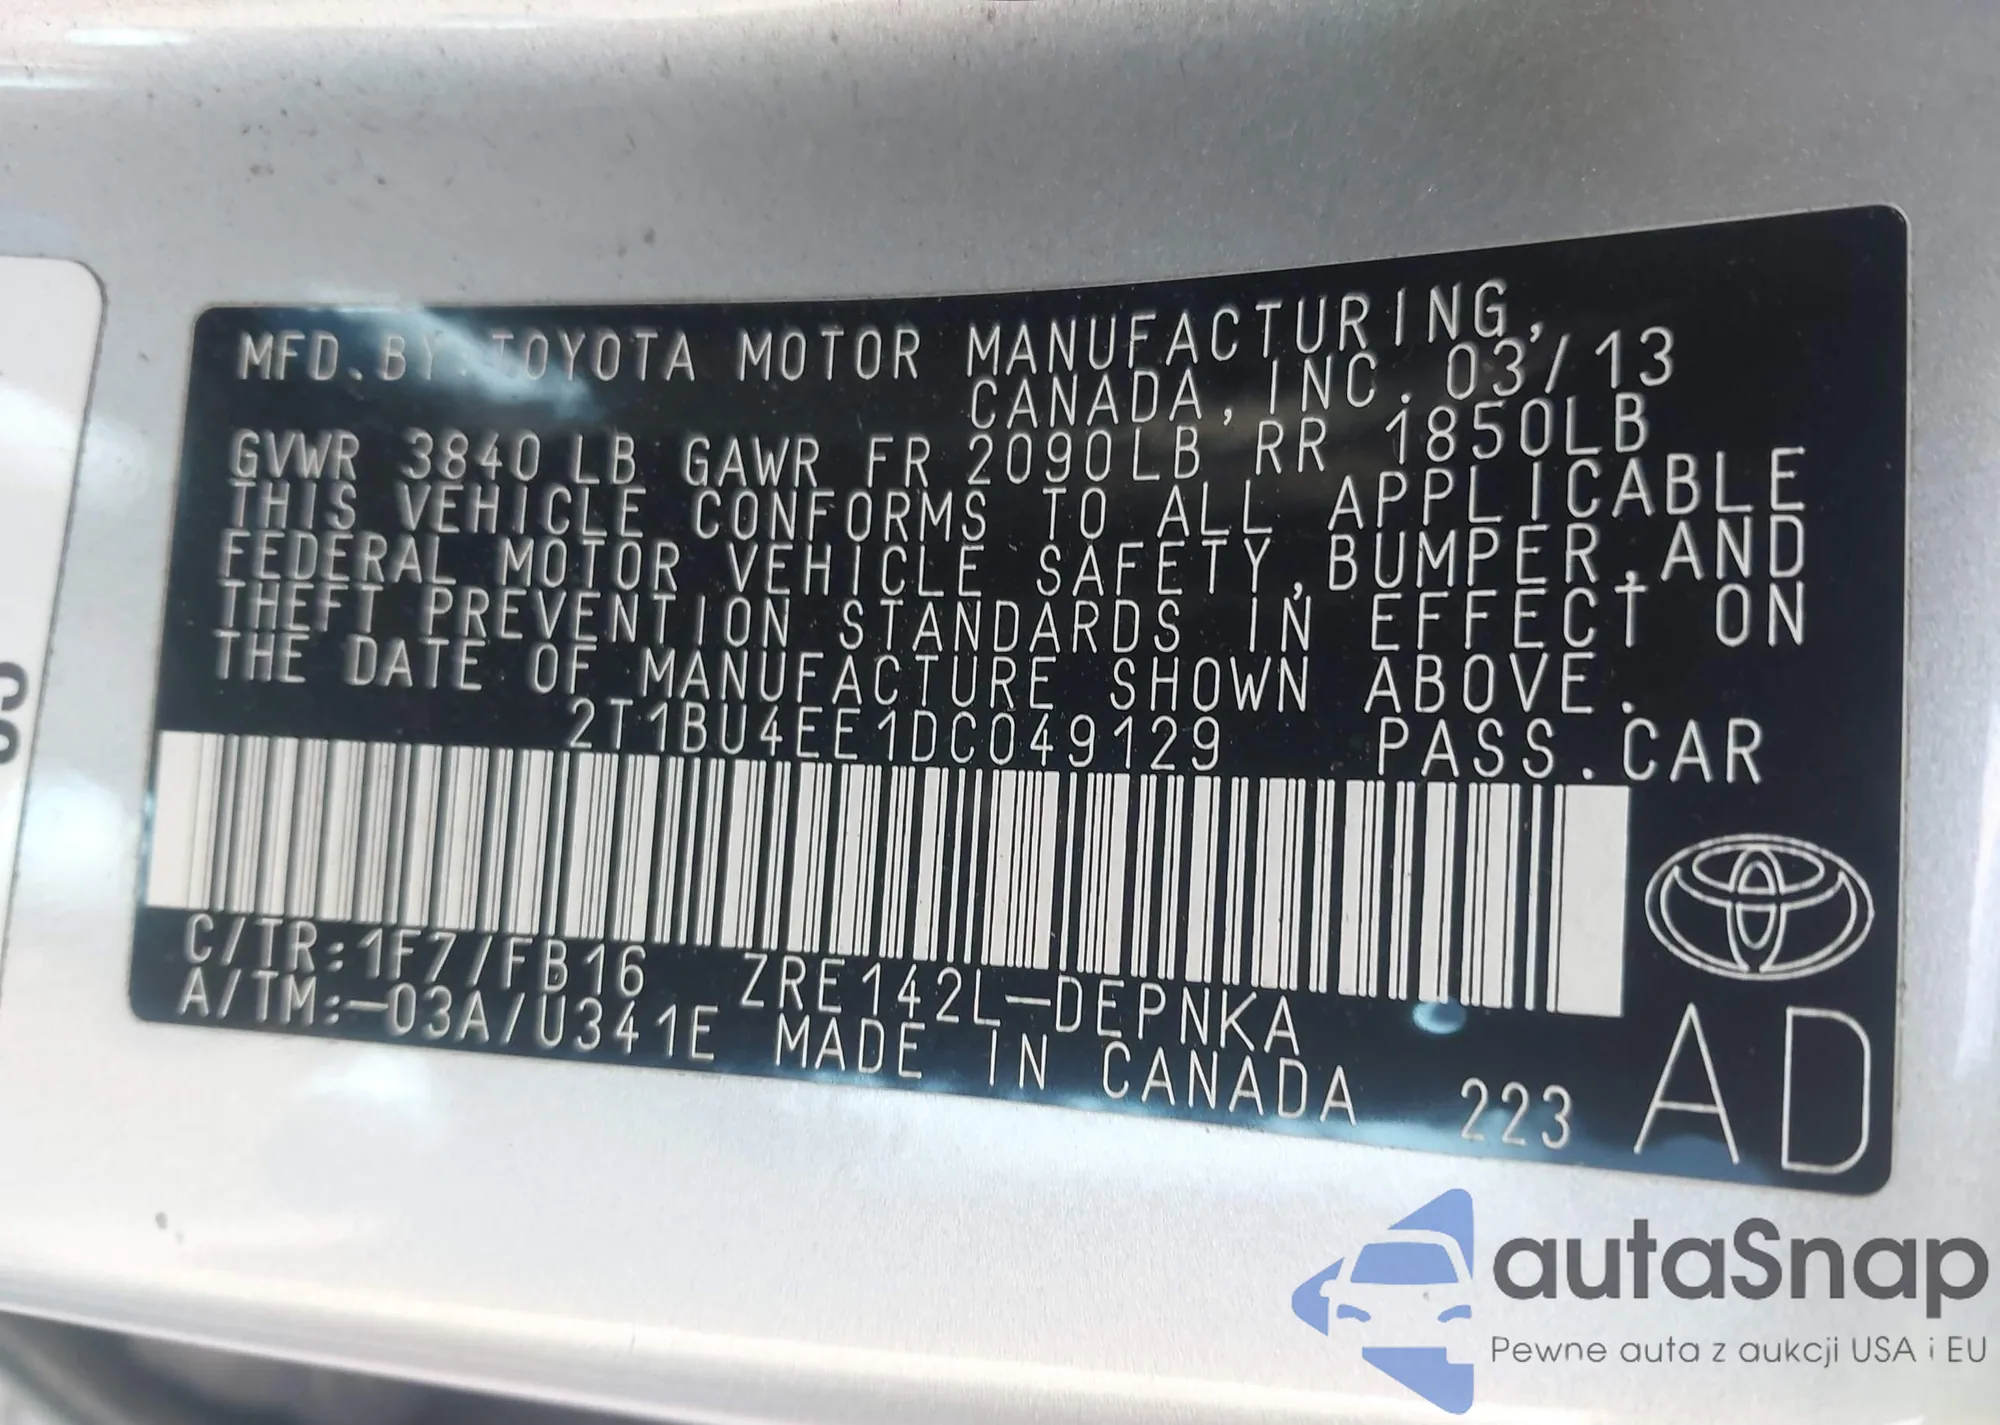 MFD. BY TOYOTA MOTOR MANUFACTURING,
CANADA, INC. 03/13
GVWR 3840 LB GAWR FR 2090LB RR 1850LB
THIS VEHICLE CONFORMS TO ALL APPLICABLE
FEDERAL MOTOR VEHICLE SAFETY, BUMPER, AND
THEFT PREVENTION STANDARDS IN EFFECT ON
THE DATE OF MANUFACTURE SHOWN ABOVE.
2T1BU4EE1DC049129 PASS. CAR
C/TR:1F7/FB16 ZRE142L-DEPNKA
A/TM:-03A/U341E MADE IN CANADA 223
AD
autaSnap
Pewne auta z aukcji USA i EU